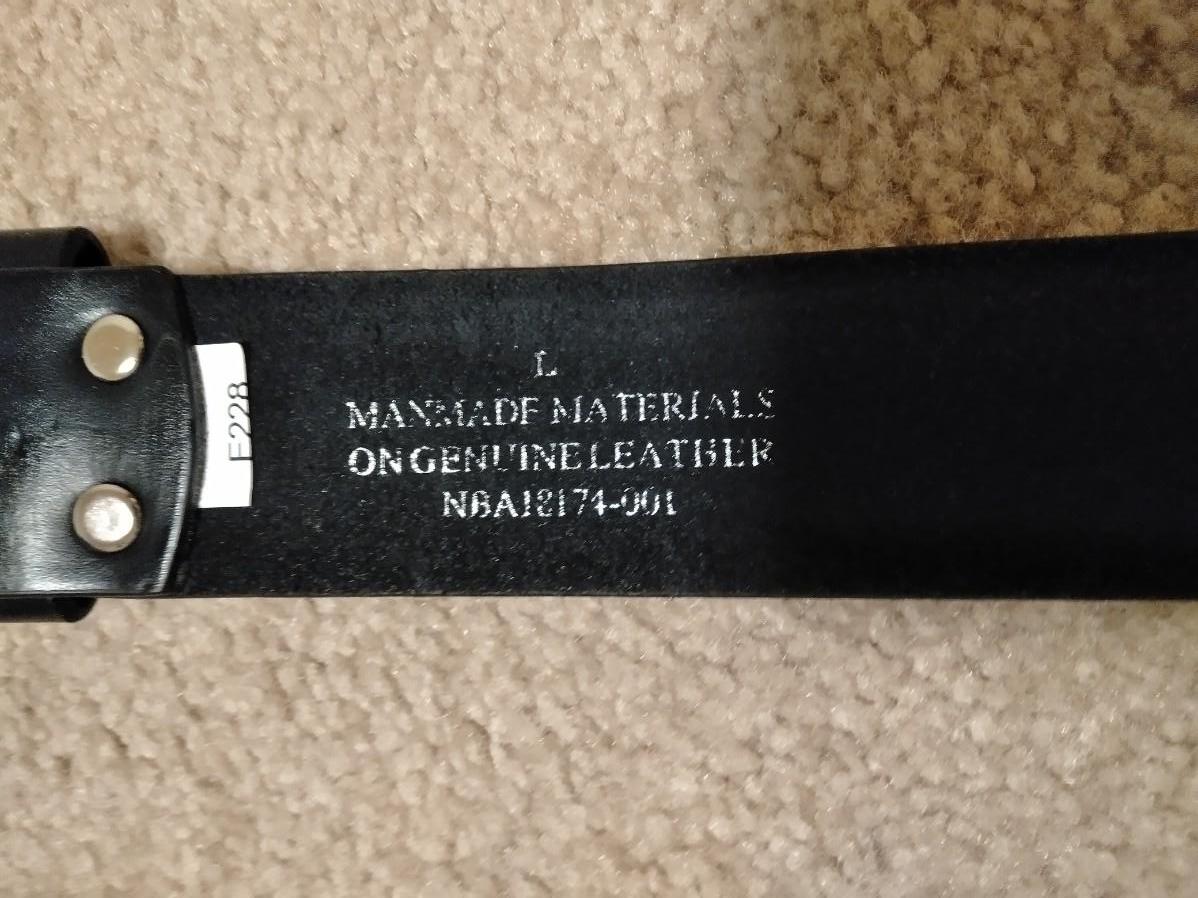 L
MANMADE MATERIALS
ON GENUINE LEATHER
NBA18174-001
F228